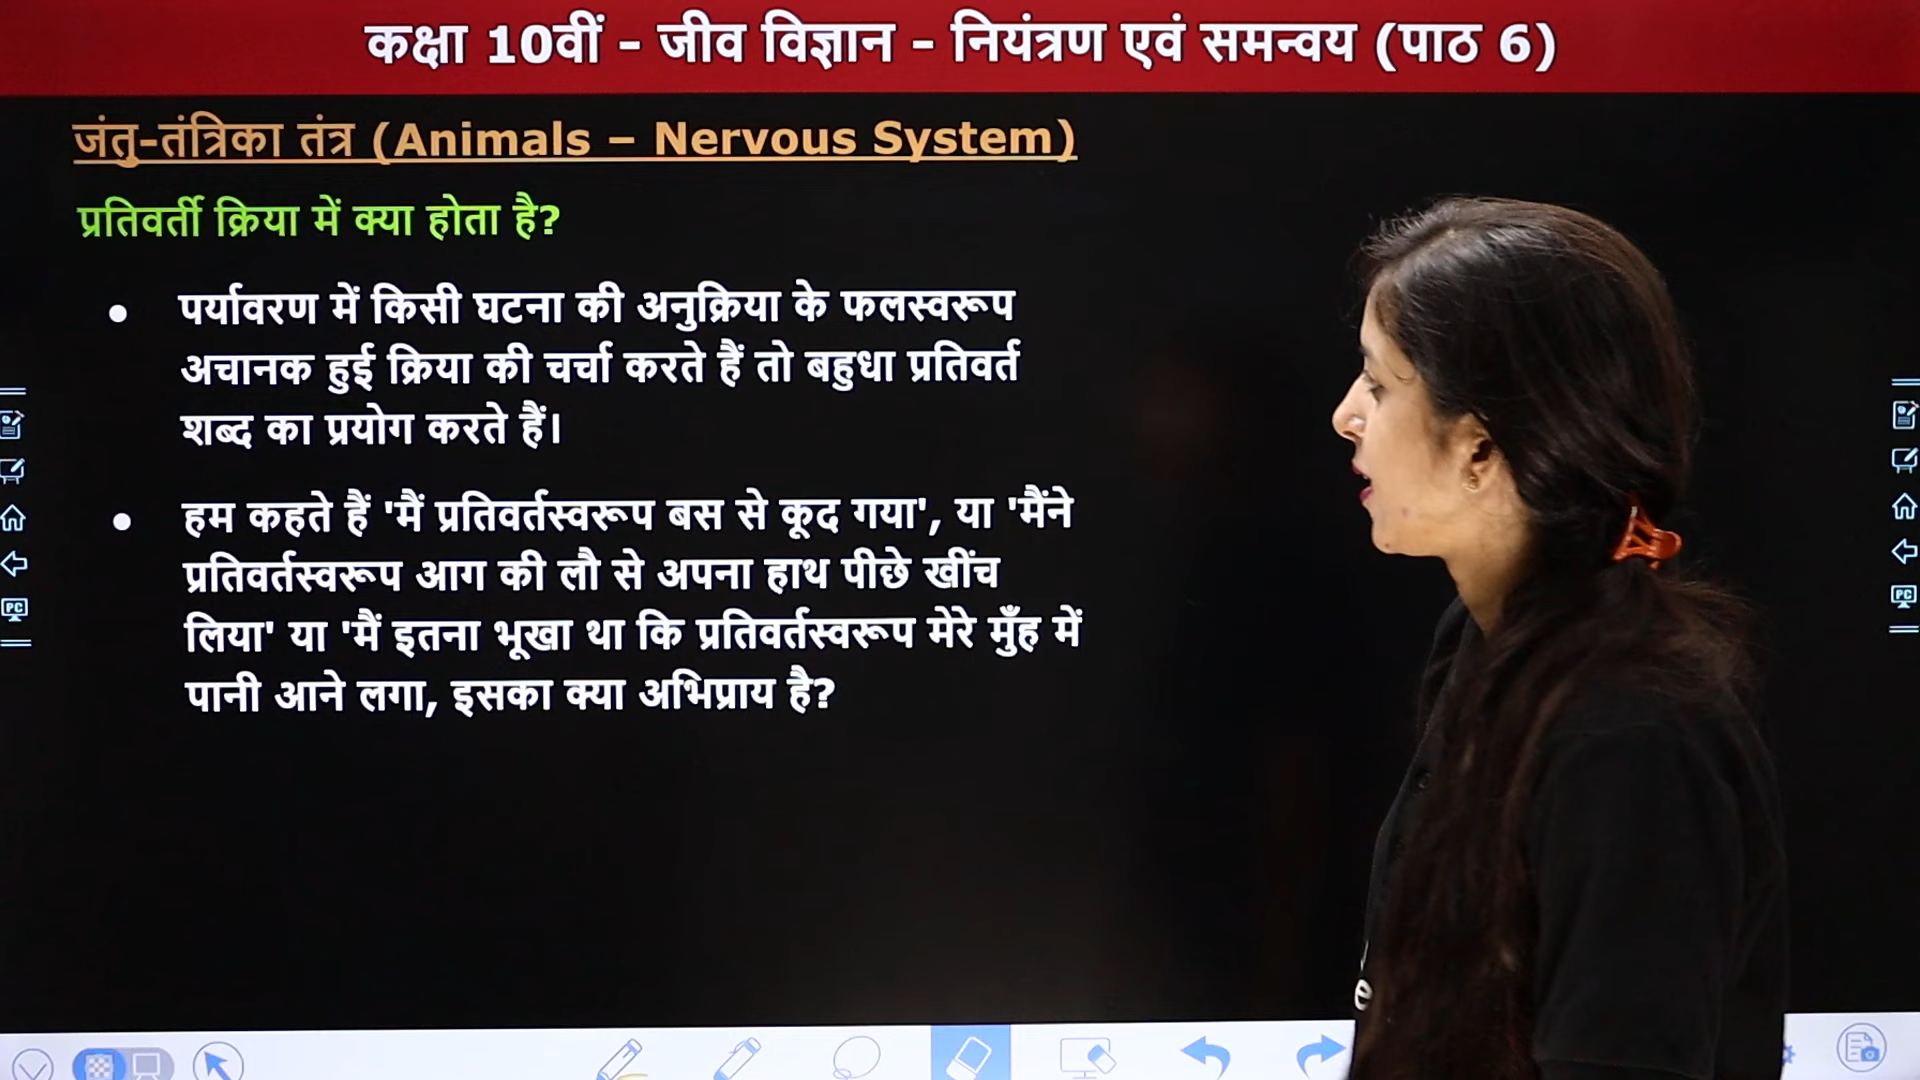 कक्षा 10वीं - जीव विज्ञान - नियंत्रण एवं समन्वय (पाठ 6)
जंतु-तंत्रिका तंत्र (Animals – Nervous System)
प्रतिवर्ती क्रिया में क्या होता है?
• पर्यावरण में किसी घटना की अनुक्रिया के फलस्वरूप
अचानक हुई क्रिया की चर्चा करते हैं तो बहुधा प्रतिवर्त
शब्द का प्रयोग करते हैं।
• हम कहते हैं 'मैं प्रतिवर्तस्वरूप बस से कूद गया', या 'मैंने
प्रतिवर्तस्वरूप आग की लौ से अपना हाथ पीछे खींच
लिया' या 'मैं इतना भूखा था कि प्रतिवर्तस्वरूप मेरे मुँह में
पानी आने लगा, इसका क्या अभिप्राय है?
PC
PC
e